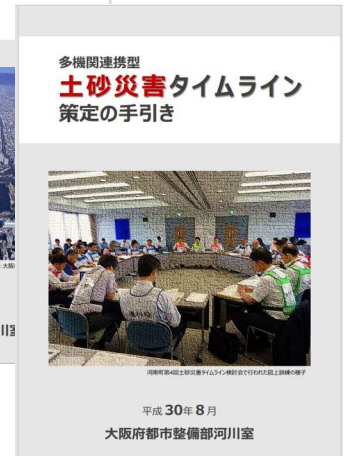 多機関連携型
土砂災害タイムライン
策定の手引き
河南町第4回土砂災害タイムライン検討会で行われた図上訓練の様子
平成30年8月
大阪府都市整備部河川室